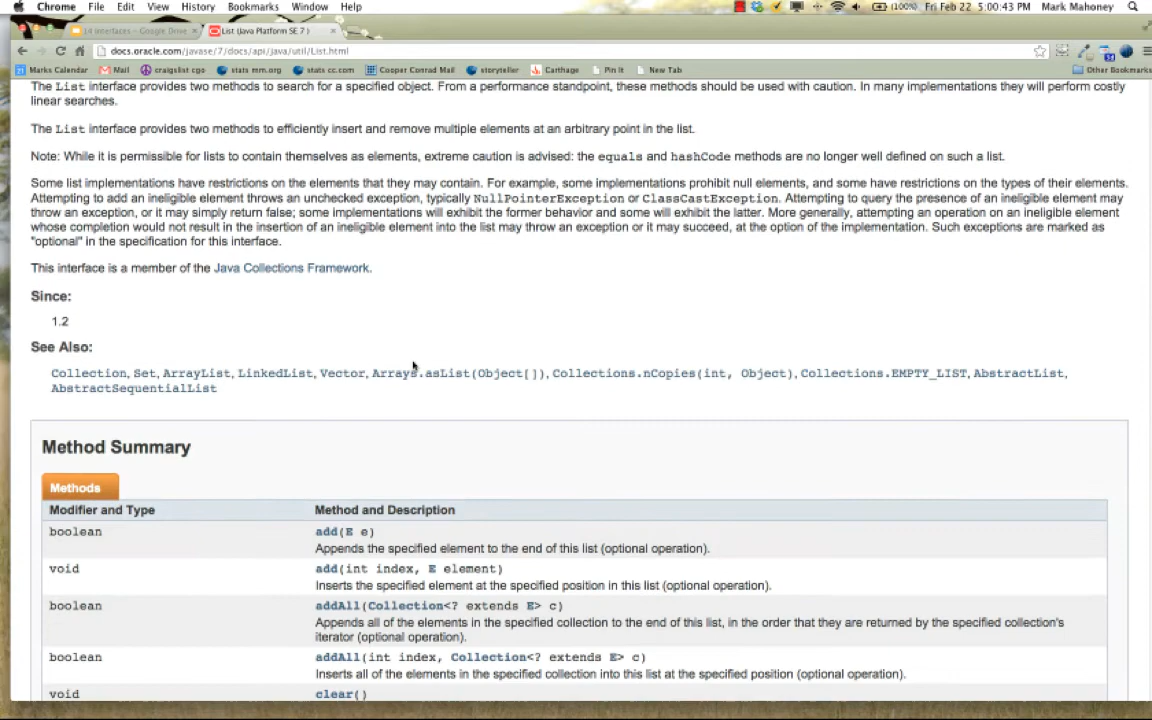 Chrome File Edit View History Bookmarks Window Help (100%) Fri Feb 22 5:00:43 PM Mark Mahoney
14 interfaces - Google Drive List (Java Platform SE 7)
docs.oracle.com/javase/7/docs/api/java/util/List.html
Marks Calendar Mail craigslist cgo stats mm.org stats cc.com Cooper Conrad Mail storyteller Carthage Pin It New Tab Other Bookmarks
The List interface provides two methods to search for a specified object. From a performance standpoint, these methods should be used with caution. In many implementations they will perform costly
linear searches.
The List interface provides two methods to efficiently insert and remove multiple elements at an arbitrary point in the list.
Note: While it is permissible for lists to contain themselves as elements, extreme caution is advised: the equals and hashCode methods are no longer well defined on such a list.
Some list implementations have restrictions on the elements that they may contain. For example, some implementations prohibit null elements, and some have restrictions on the types of their elements.
Attempting to add an ineligible element throws an unchecked exception, typically NullPointerException or ClassCastException. Attempting to query the presence of an ineligible element may
throw an exception, or it may simply return false; some implementations will exhibit the former behavior and some will exhibit the latter. More generally, attempting an operation on an ineligible element
whose completion would not result in the insertion of an ineligible element into the list may throw an exception or it may succeed, at the option of the implementation. Such exceptions are marked as
"optional" in the specification for this interface.
This interface is a member of the Java Collections Framework.
Since:
1.2
See Also:
Collection, Set, ArrayList, LinkedList, Vector, Arrays.asList(Object[]), Collections.nCopies(int, Object), Collections.EMPTY_LIST, AbstractList,
AbstractSequentialList
Method Summary
Methods
Modifier and Type Method and Description
boolean add(E e)
Appends the specified element to the end of this list (optional operation).
void add(int index, E element)
Inserts the specified element at the specified position in this list (optional operation).
boolean addAll(Collection<? extends E> c)
Appends all of the elements in the specified collection to the end of this list, in the order that they are returned by the specified collection's
iterator (optional operation).
boolean addAll(int index, Collection<? extends E> c)
Inserts all of the elements in the specified collection into this list at the specified position (optional operation).
void clear()